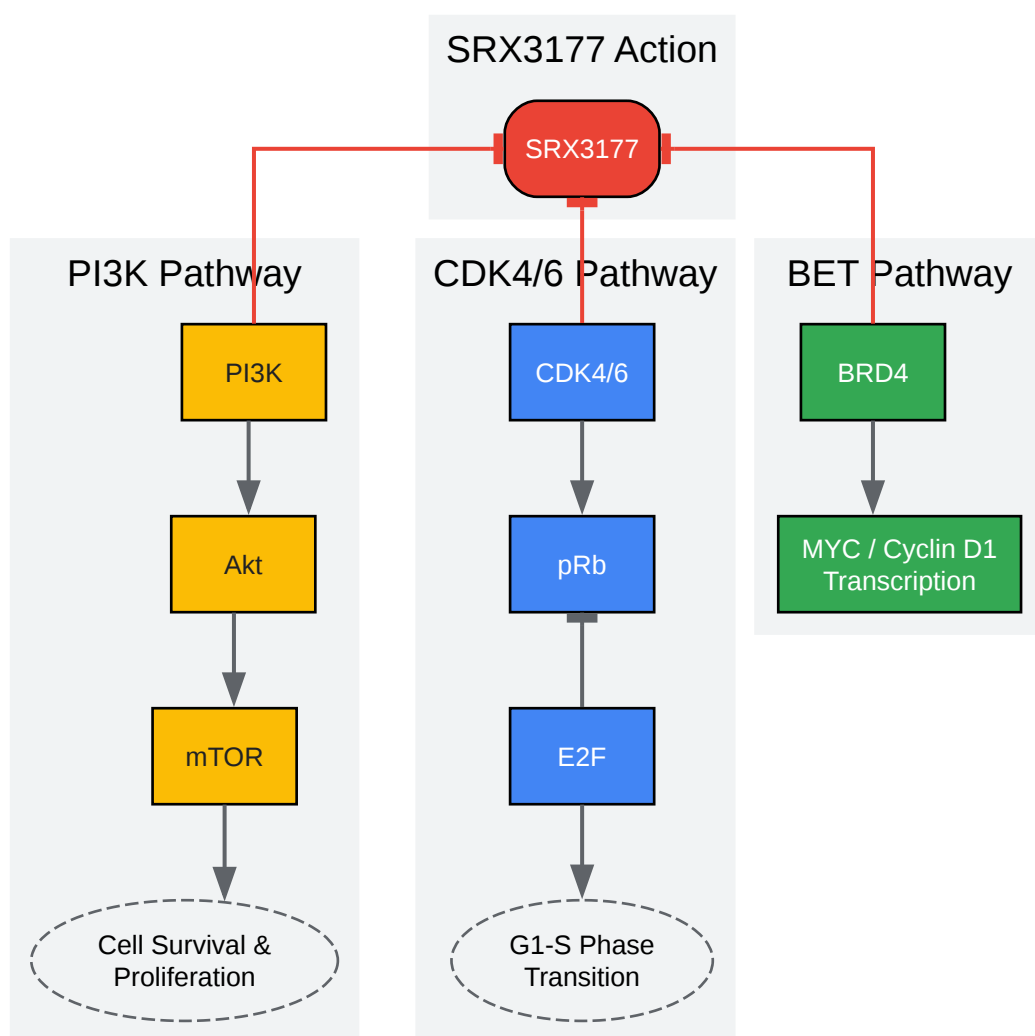 SRX3177 Action
SRX3177
PI3K Pathway
CDK4/6 Pathway
BET Pathway
PI3K
CDK4/6
BRD4
Akt
pRb
MYC / Cyclin D1
Transcription
mTOR
E2F
Cell Survival &
Proliferation
G1-S Phase
Transition